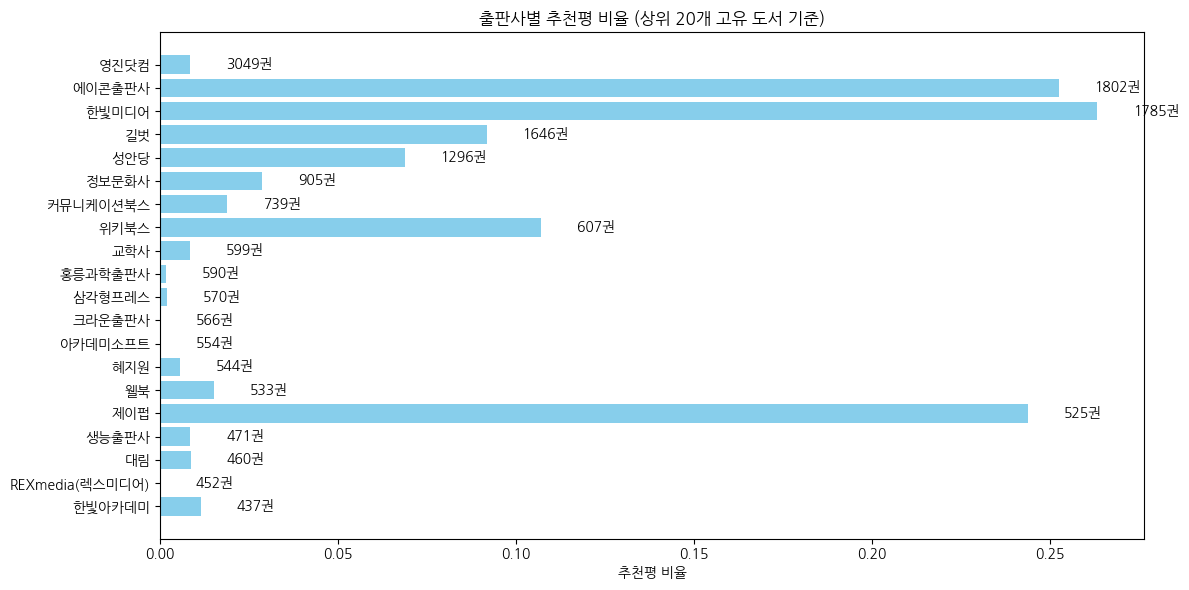 출판사별 추천평 비율 (상위 20개 고유 도서 기준)
영진닷컴 3049권
에이콘출판사 1802권
한빛미디어 1785권
길벗 1646권
성안당 1296권
정보문화사 905권
커뮤니케이션북스 739권
위키북스 607권
교학사 599권
홍릉과학출판사 590권
삼각형프레스 570권
크라운출판사 566권
아카데미소프트 554권
혜지원 544권
웰북 533권
제이펍 525권
생능출판사 471권
대림 460권
REXmedia(렉스미디어) 452권
한빛아카데미 437권
0.00 0.05 0.10 0.15 0.20 0.25
추천평 비율